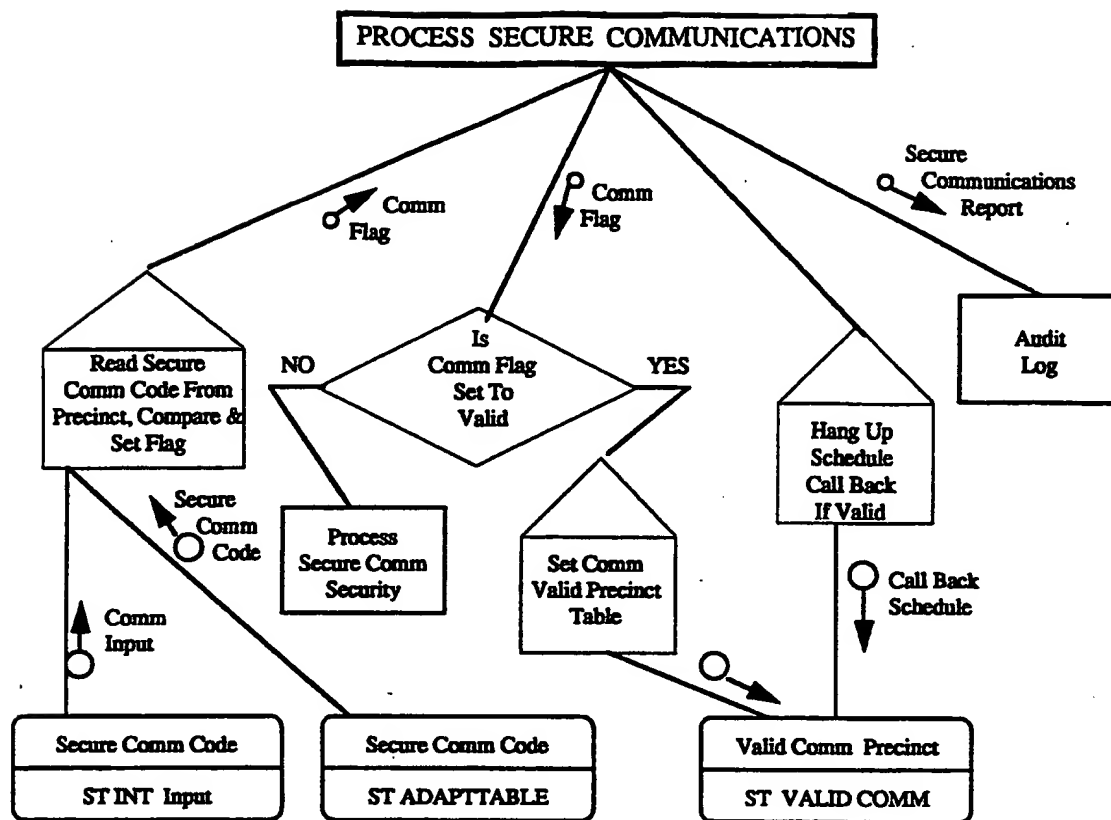 PROCESS SECURE COMMUNICATIONS
Secure
Communications
Report
Comm
Flag
Comm
Flag
Audit
Log
Read Secure
Comm Code From
Precinct, Compare &
Set Flag
NO
Is
Comm Flag
Set To
Valid
YES
Hang Up
Schedule
Call Back
If Valid
Secure
Comm
Code
Process
Secure Comm
Security
Set Comm
Valid Precinct
Table
Call Back
Schedule
Comm
Input
Secure Comm Code
ST INT Input
Secure Comm Code
ST ADAPTTABLE
Valid Comm Precinct
ST VALID COMM